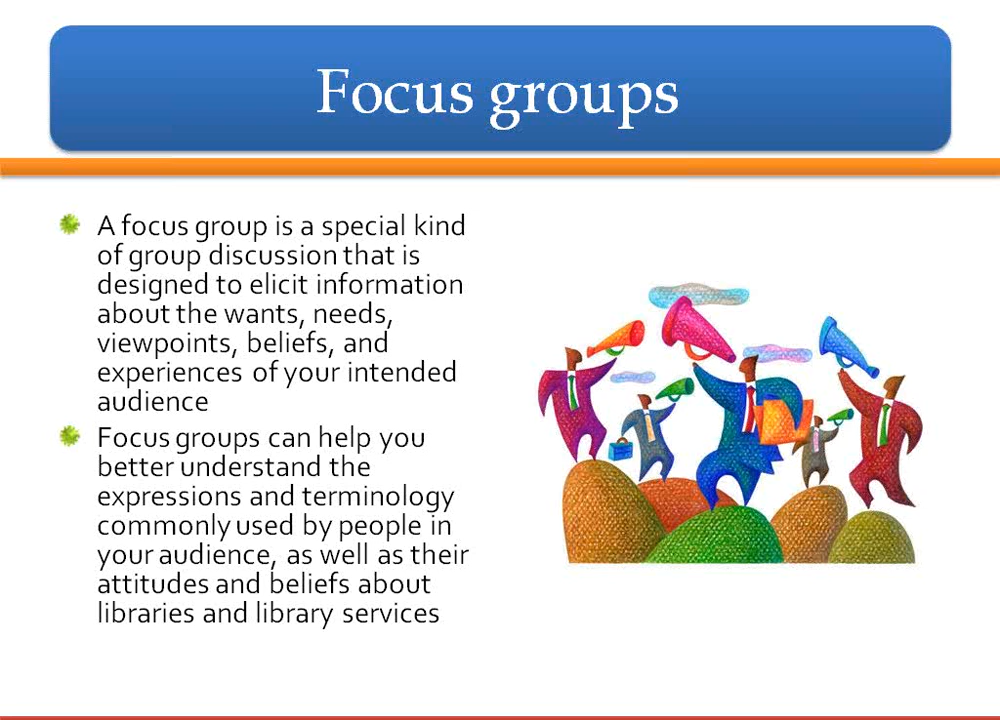 Focus groups
A focus group is a special kind
of group discussion that is
designed to elicit information
about the wants, needs,
viewpoints, beliefs, and
experiences of your intended
audience
Focus groups can help you
better understand the
expressions and terminology
commonly used by people in
your audience, as well as their
attitudes and beliefs about
libraries and library services